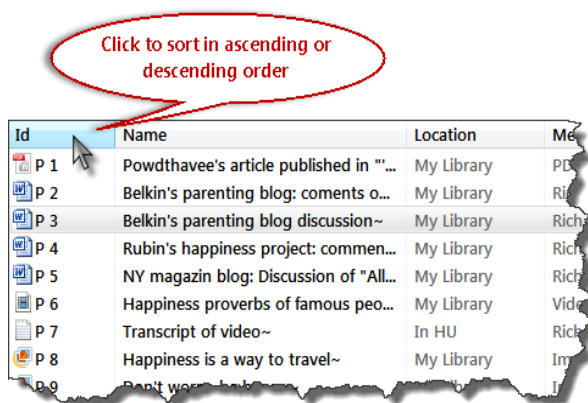 Click to sort in ascending or
descending order
Id Name Location Me
P 1 Powdthavee's article published in "'... My Library PD
P 2 Belkin's parenting blog: coments o... My Library Ri
P 3 Belkin's parenting blog discussion~ My Library Rich
P 4 Rubin's happiness project: commen... My Library Rich
P 5 NY magazin blog: Discussion of "All... My Library Rich
P 6 Happiness proverbs of famous peo... My Library Vide
P 7 Transcript of video~ In HU Rich
P 8 Happiness is a way to travel~ My Library Im
P 9 Don't